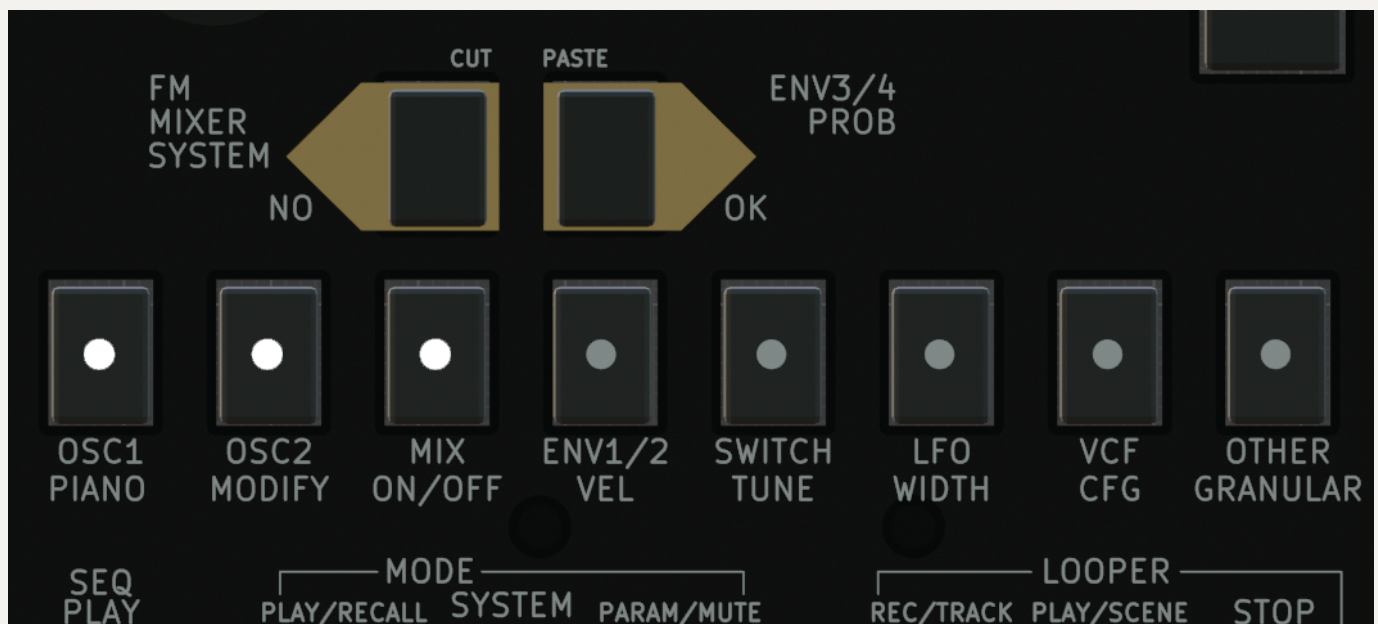 CUT PASTE
FM
MIXER
SYSTEM
ENV3/4
PROB
NO
OK
OSC1
PIANO
OSC2
MODIFY
MIX
ON/OFF
ENV1/2
VEL
SWITCH
TUNE
LFO
WIDTH
VCF
CFG
OTHER
GRANULAR
SEQ
PLAY
MODE
PLAY/RECALL SYSTEM PARAM/MUTE
LOOPER
REC/TRACK PLAY/SCENE STOP